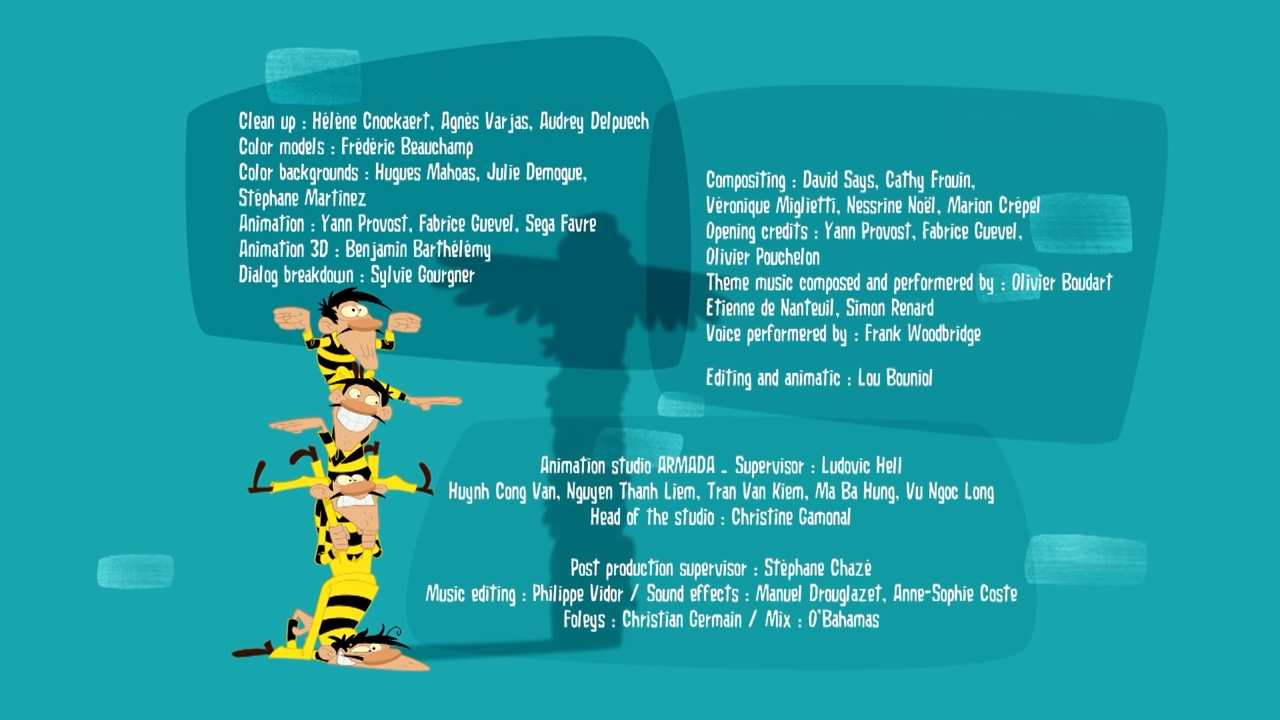 Clean up : Hélène Cnockaert, Agnès Varjas, Audrey Delpuech
Color models : Frédéric Beauchamp
Color backgrounds : Hugues Mahoas, Julie Demogue,
Stéphane Martinez
Animation : Yann Provost, Fabrice Guevel, Sega Favre
Animation 3D : Benjamin Barthélémy
Dialog breakdown : Sylvie Gourgner
Compositing : David Says, Cathy Frouin,
Véronique Miglietti, Nessrine Noël, Marion Crépel
Opening credits : Yann Provost, Fabrice Guevel,
Olivier Pouchelon
Theme music composed and performered by : Olivier Boudart
Etienne de Nanteuil, Simon Renard
Voice performered by : Frank Woodbridge
Editing and animatic : Lou Bouniol
Animation studio ARMADA - Supervisor : Ludovic Hell
Huynh Cong Van, Nguyen Thanh Liem, Tran Van Kiem, Ma Ba Hung, Vu Ngoc Long
Head of the studio : Christine Gamonal
Post production supervisor : Stéphane Chazé
Music editing : Philippe Vidor / Sound effects : Manuel Drouglazet, Anne-Sophie Coste
Foleys : Christian Germain / Mix : O'Bahamas